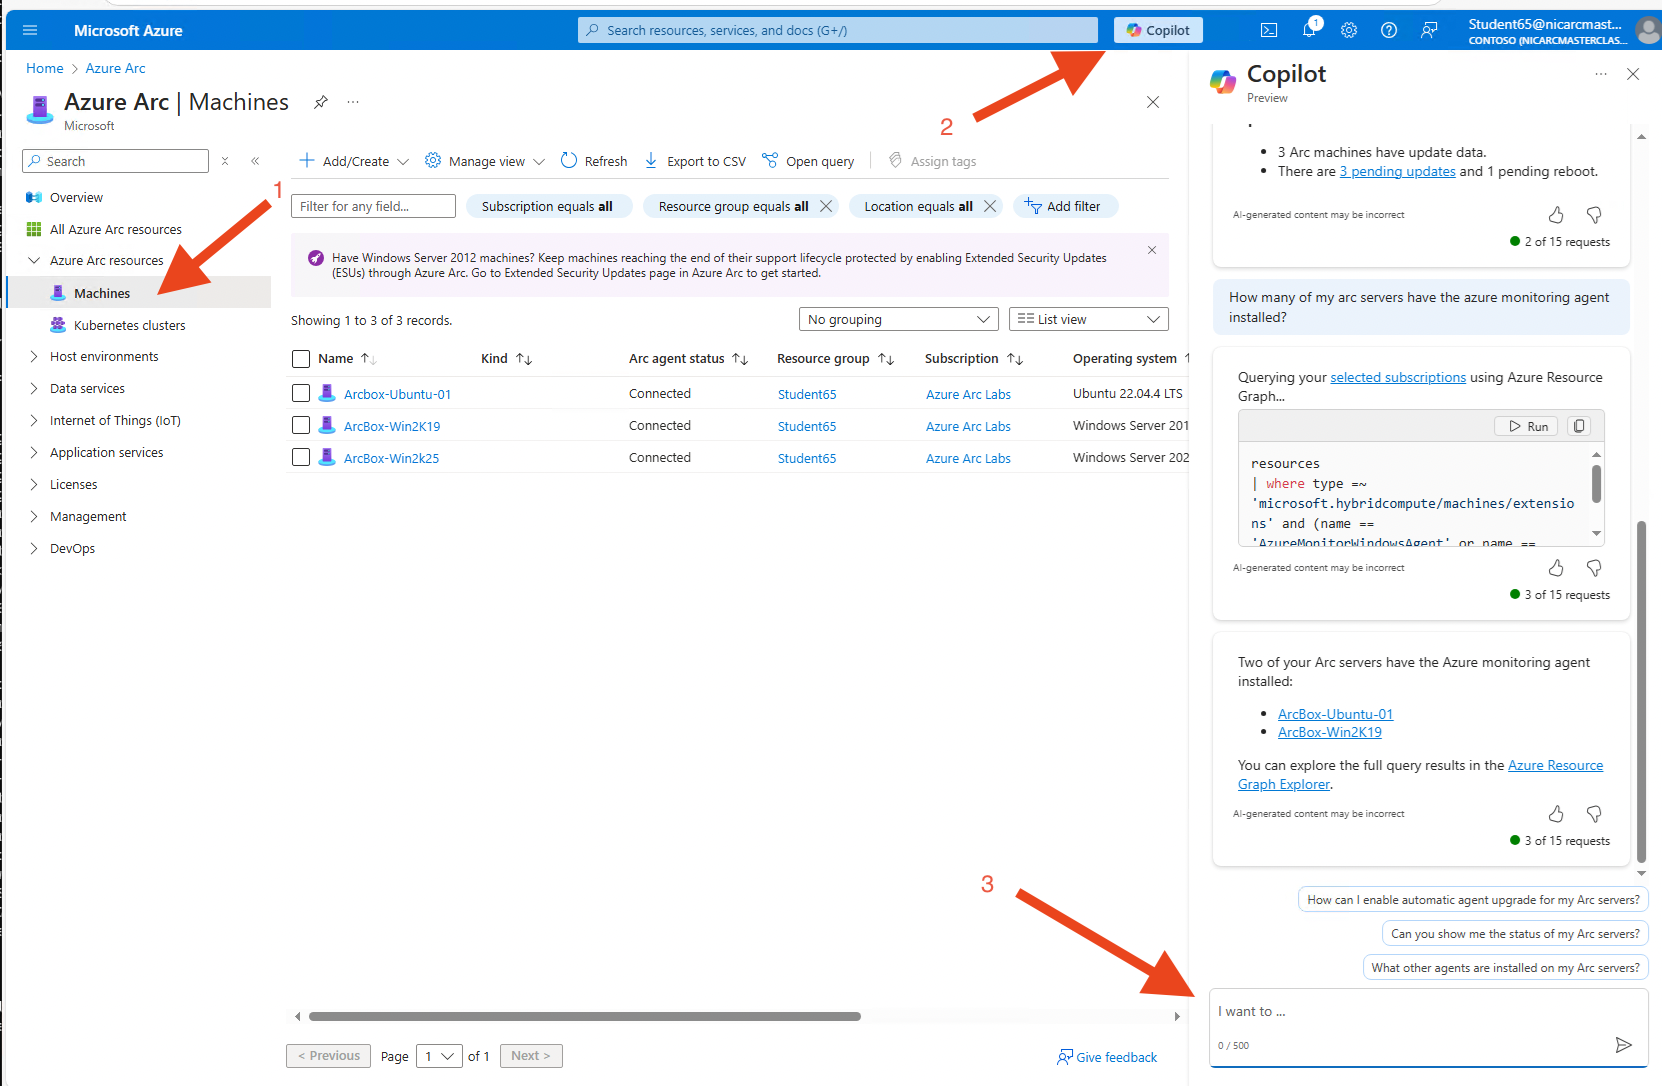 Microsoft Azure
Search resources, services, and docs (G+/)
Copilot
1
Student65@nicarcmast...
CONTOSO (NICARCMASTERCLAS...
Home > Azure Arc
Azure Arc | Machines
...
Microsoft
Search
Overview
All Azure Arc resources
Azure Arc resources
Machines
Kubernetes clusters
Host environments
Data services
Internet of Things (IoT)
Application services
Licenses
Management
DevOps
1
2
3
Add/Create
Manage view
Refresh
Export to CSV
Open query
Assign tags
Filter for any field...
Subscription equals all
Resource group equals all
Location equals all
Add filter
Have Windows Server 2012 machines? Keep machines reaching the end of their support lifecycle protected by enabling Extended Security Updates
(ESUs) through Azure Arc. Go to Extended Security Updates page in Azure Arc to get started.
Showing 1 to 3 of 3 records.
No grouping
List view
Name Kind Arc agent status Resource group Subscription Operating system
Arcbox-Ubuntu-01 Connected Student65 Azure Arc Labs Ubuntu 22.04.4 LTS
ArcBox-Win2K19 Connected Student65 Azure Arc Labs Windows Server 201
ArcBox-Win2k25 Connected Student65 Azure Arc Labs Windows Server 202
< Previous
Page
1
of 1
Next >
Give feedback
Copilot
Preview
...
3 Arc machines have update data.
There are 3 pending updates and 1 pending reboot.
AI-generated content may be incorrect
2 of 15 requests
How many of my arc servers have the azure monitoring agent
installed?
Querying your selected subscriptions using Azure Resource
Graph...
Run
resources
| where type =~
'microsoft.hybridcompute/machines/extensio
ns' and (name ==
'AzureMonitorWindowsAgent' or name ==
AI-generated content may be incorrect
3 of 15 requests
Two of your Arc servers have the Azure monitoring agent
installed:
ArcBox-Ubuntu-01
ArcBox-Win2K19
You can explore the full query results in the Azure Resource
Graph Explorer.
AI-generated content may be incorrect
3 of 15 requests
How can I enable automatic agent upgrade for my Arc servers?
Can you show me the status of my Arc servers?
What other agents are installed on my Arc servers?
I want to ...
0 / 500